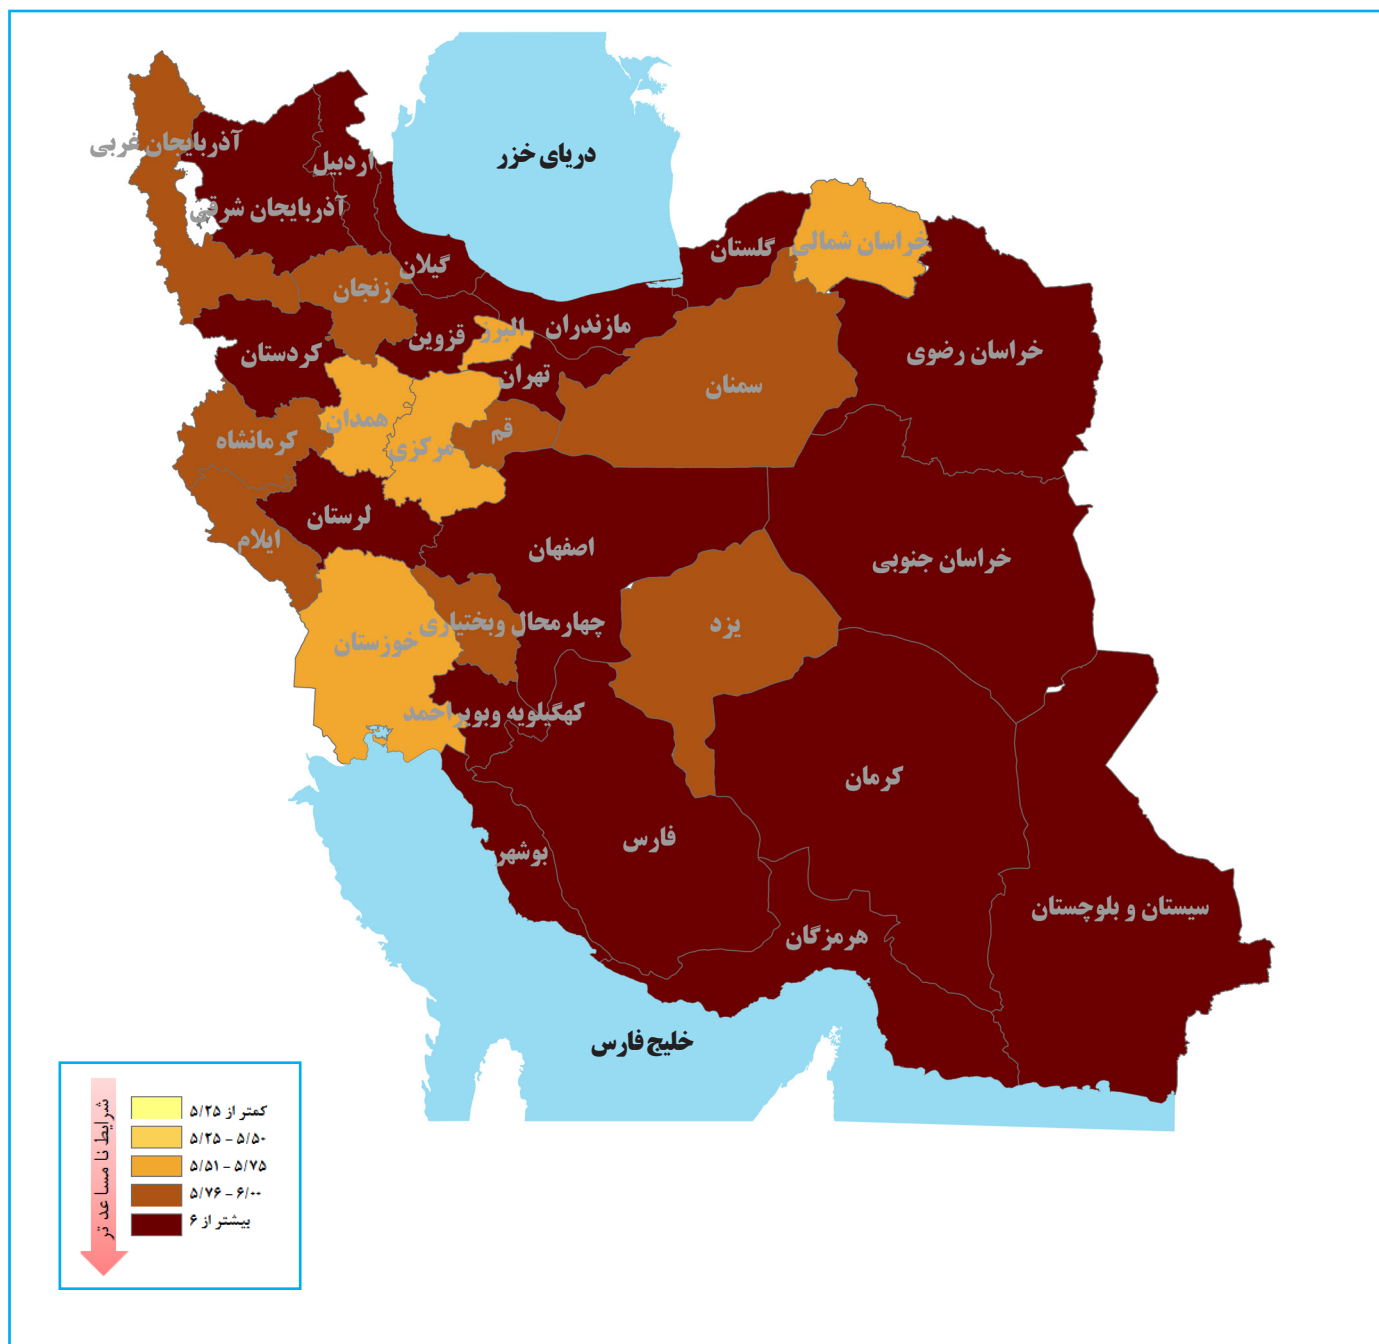 دریای خزر
آذربایجان غربی
اردبیل
آذربایجان شرقی
گلستان
خراسان شمالی
گیلان
زنجان
مازندران
البرز
قزوین
خراسان رضوی
کردستان
تهران
سمنان
همدان
قم
کرمانشاه
مرکزی
لرستان
ایلام
اصفهان
خراسان جنوبی
چهارمحال وبختیاری
یزد
خوزستان
کهگیلویه وبویراحمد
کرمان
فارس
بوشهر
سیستان و بلوچستان
هرمزگان
خلیج فارس
شرایط نا مساعد تر
کمتر از ۵/۲۵
۵/۲۵ - ۵/۵۰
۵/۵۱ - ۵/۷۵
۵/۷۶ - ۶/۰۰
بیشتر از ۶